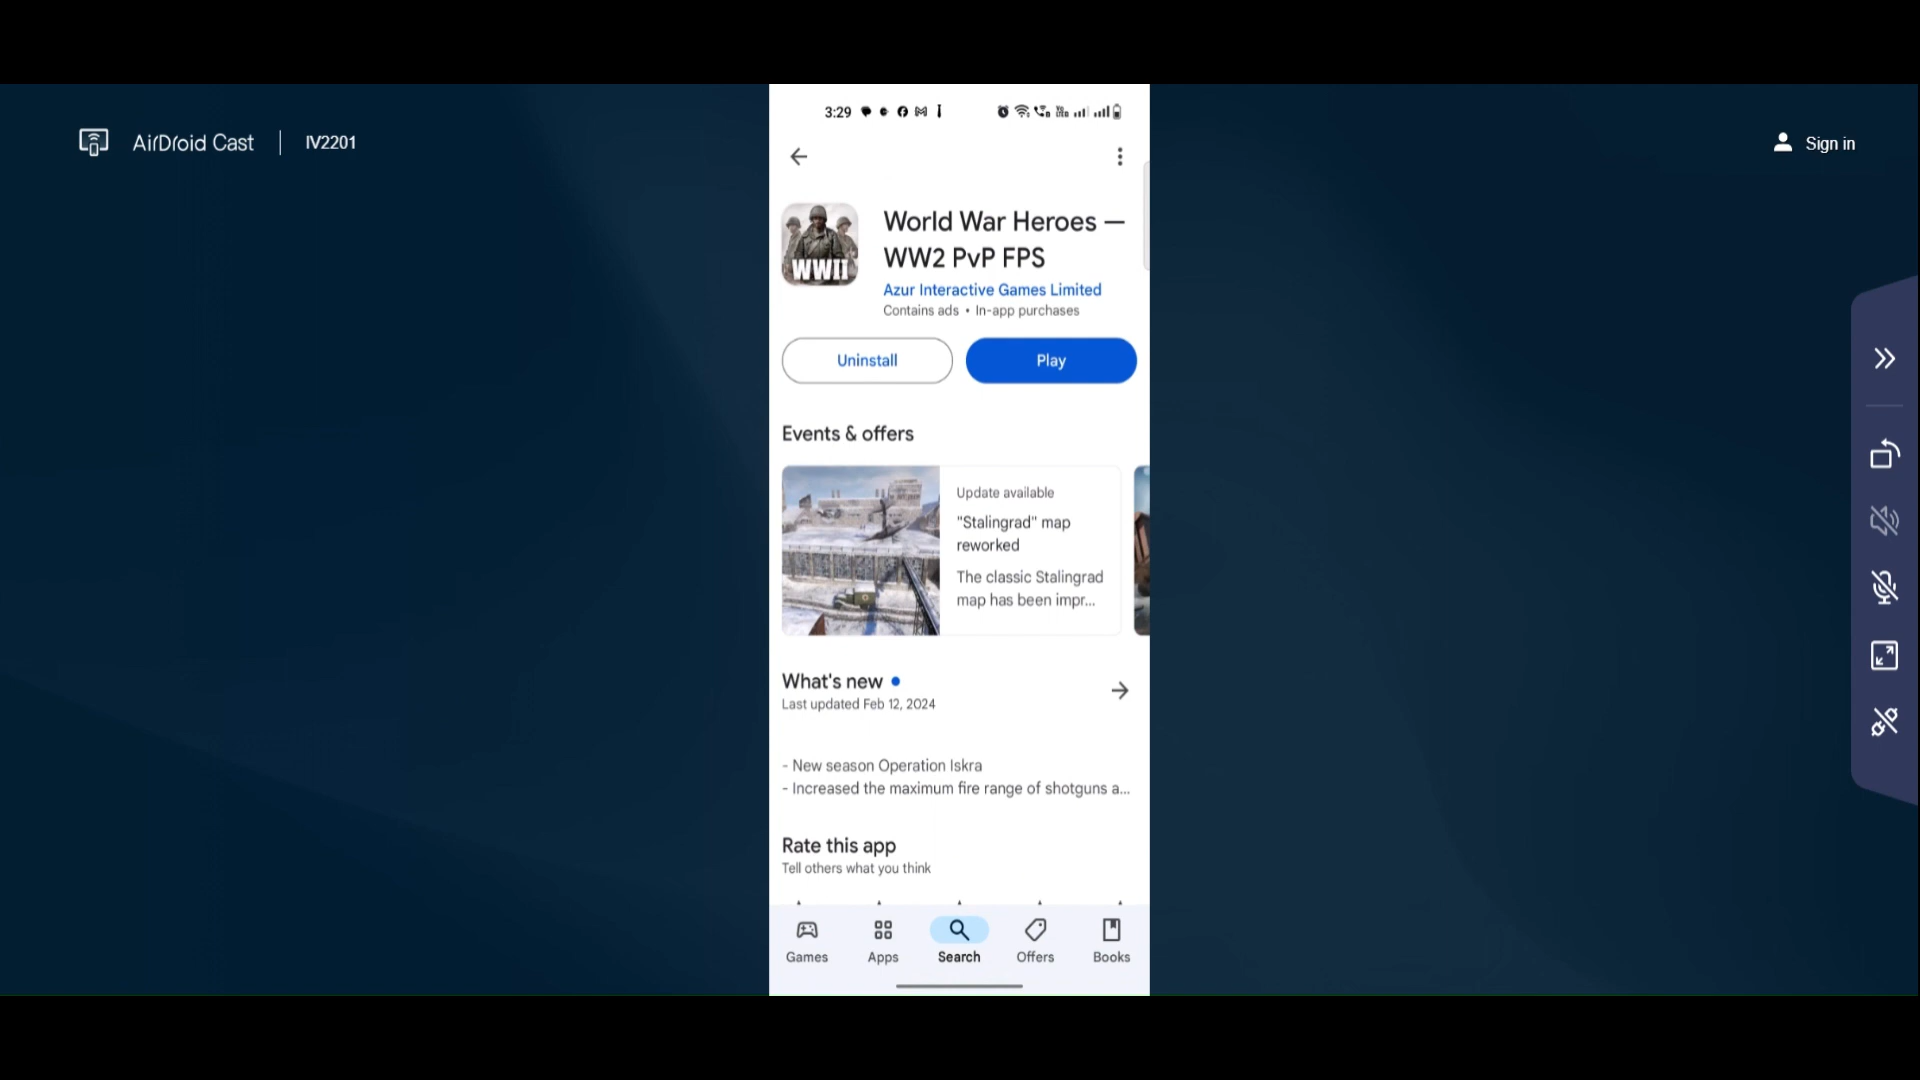 AirDroid Cast
IV2201
Sign in
3:29
World War Heroes —
WW2 PvP FPS
WWII
Azur Interactive Games Limited
Contains ads • In-app purchases
Uninstall
Play
Events & offers
Update available
"Stalingrad" map
reworked
The classic Stalingrad
map has been impr...
What's new
Last updated Feb 12, 2024
- New season Operation Iskra
- Increased the maximum fire range of shotguns a...
Rate this app
Tell others what you think
Games
Apps
Search
Offers
Books